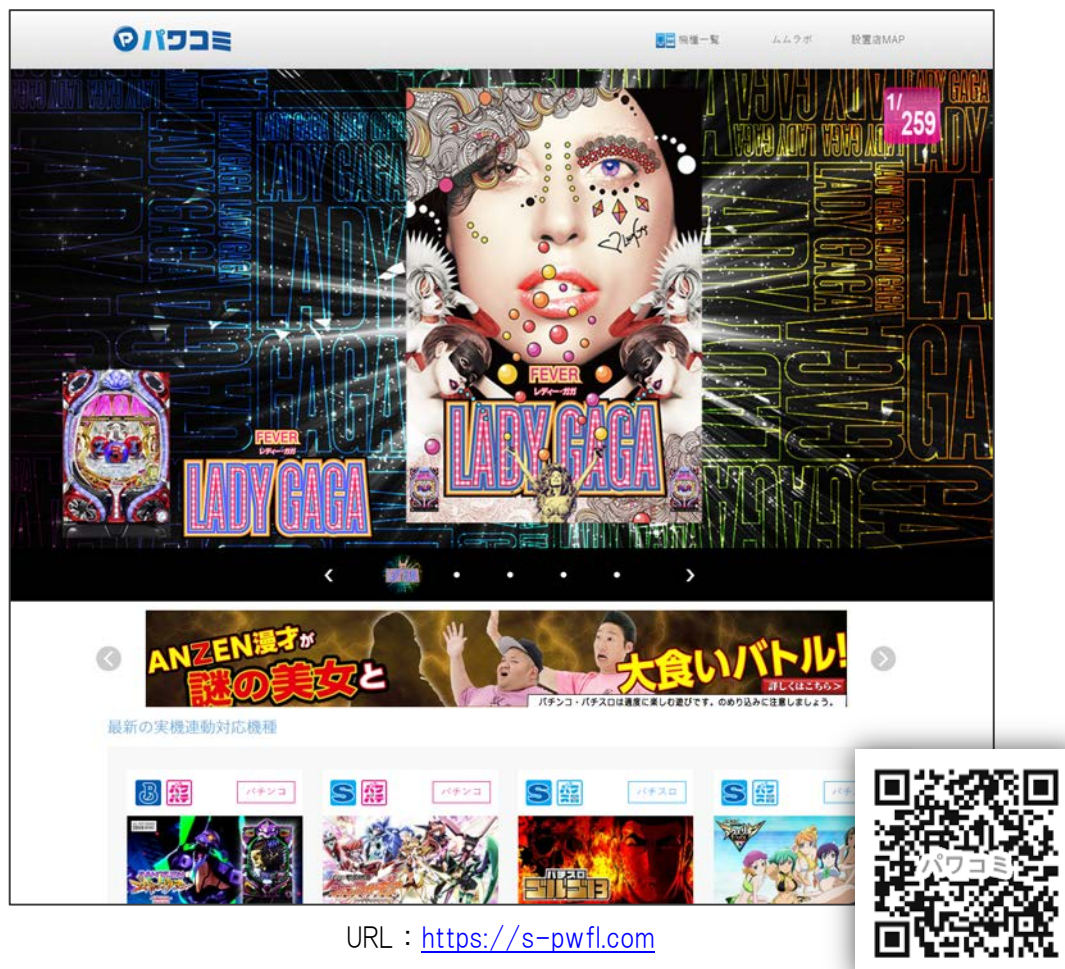 パワコミ
機種一覧 ムムラボ 設置店MAP
1/
259
LADY GAGA
FEVER
レディー・ガガ
LADY GAGA
FEVER
レディー・ガガ
LADY GAGA
ANZEN漫才が
謎の美女と
大食いバトル!
詳しくはこちら>
パチンコ・パチスロは適度に楽しむ遊びです。のめり込みに注意しましょう。
最新の実機連動対応機種
パチンコ S パチンコ S パチスロ S
パチスロ
ゴルゴ13
パワコミ
URL:https://s-pwfl.com